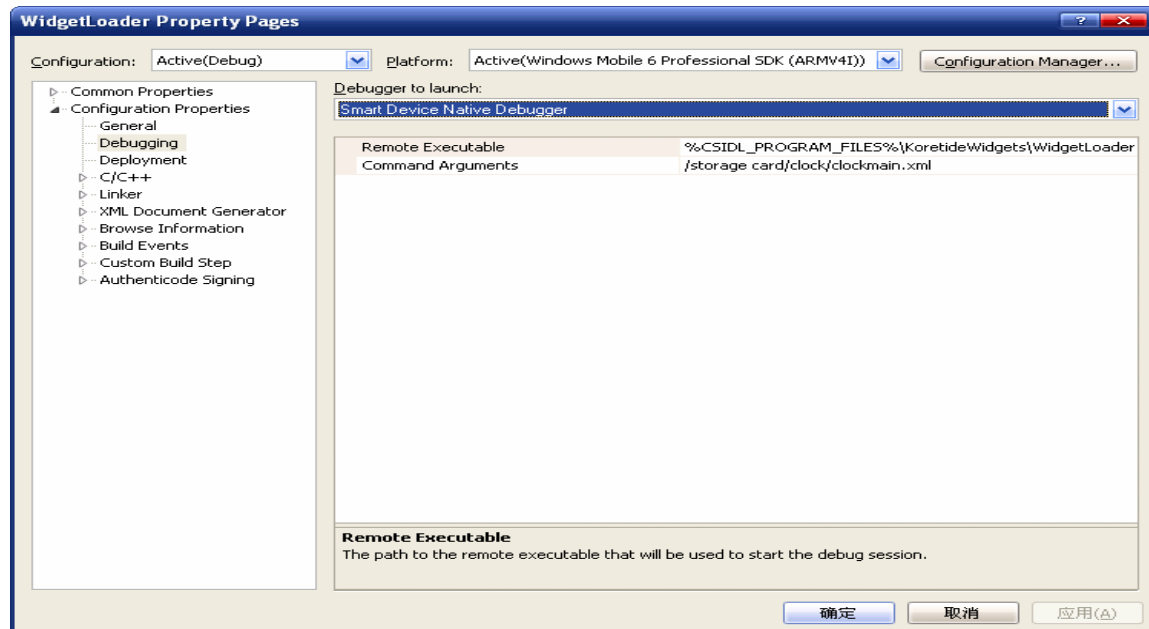 WidgetLoader Property Pages
Configuration: Active(Debug) Platform: Active(Windows Mobile 6 Professional SDK (ARMV4I)) Configuration Manager...
Common Properties
Configuration Properties
General
Debugging
Deployment
C/C++
Linker
XML Document Generator
Browse Information
Build Events
Custom Build Step
Authenticode Signing
Debugger to launch:
Smart Device Native Debugger
Remote Executable %CSIDL_PROGRAM_FILES%\KoretideWidgets\WidgetLoader
Command Arguments /storage card/clock/clockmain.xml
Remote Executable
The path to the remote executable that will be used to start the debug session.
确定 取消 应用(A)